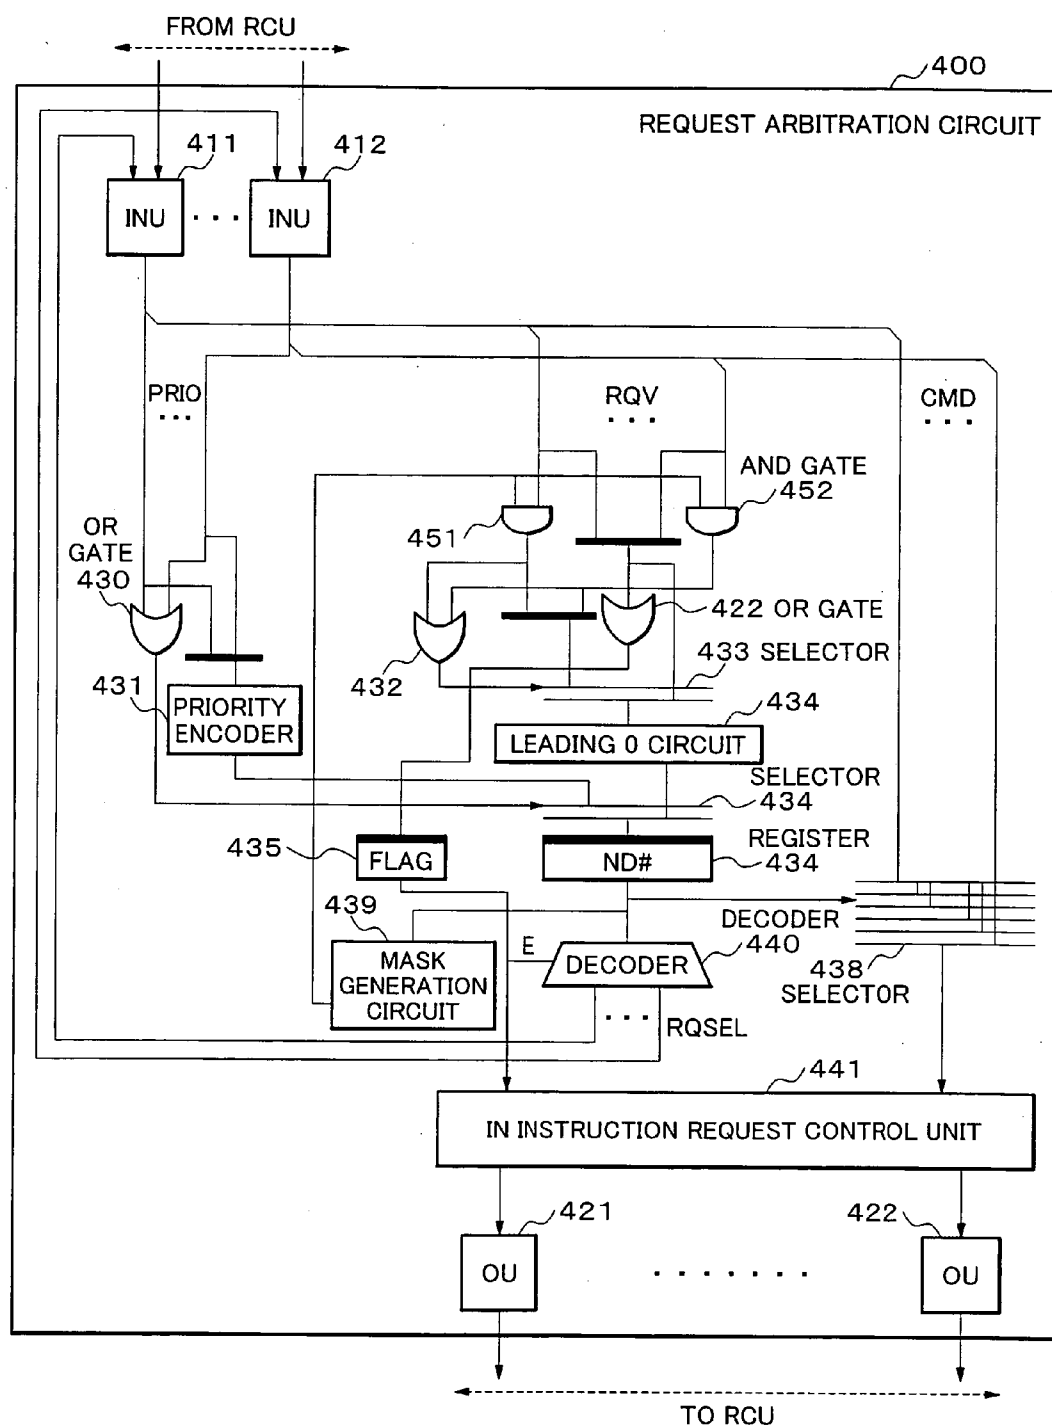 FROM RCU
400
REQUEST ARBITRATION CIRCUIT
411
412
INU
INU
PRIO
RQV
CMD
AND GATE
452
451
OR
GATE
430
422 OR GATE
432
433 SELECTOR
431
PRIORITY
ENCODER
434
LEADING 0 CIRCUIT
SELECTOR
434
435
FLAG
REGISTER
434
ND#
439
MASK
GENERATION
CIRCUIT
E
DECODER
440
DECODER
438
SELECTOR
RQSEL
441
IN INSTRUCTION REQUEST CONTROL UNIT
421
422
OU
OU
TO RCU